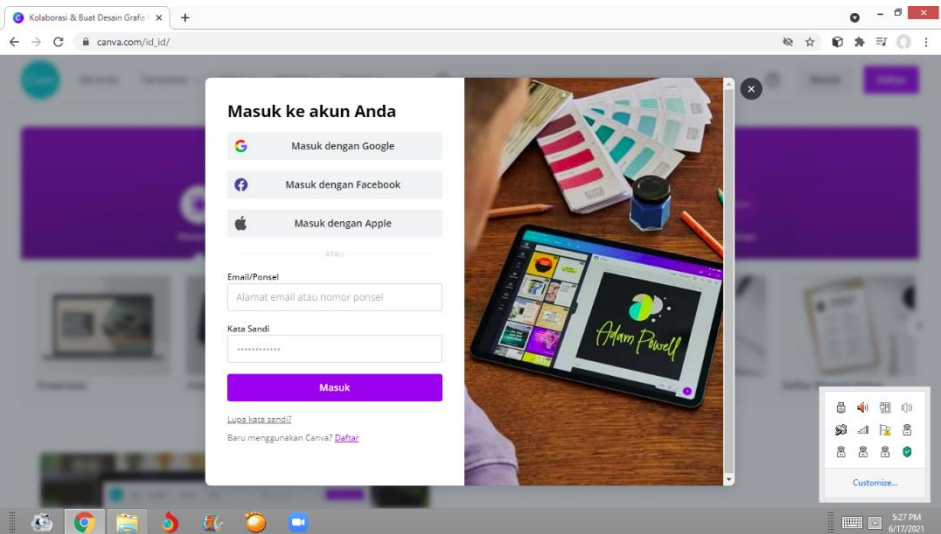 Kolaborasi & Buat Desain Grafis
canva.com/id_id/
Masuk ke akun Anda
Masuk dengan Google
Masuk dengan Facebook
Masuk dengan Apple
ATAU
Email/Ponsel
Alamat email atau nomor ponsel
Kata Sandi
Masuk
Lupa kata sandi?
Baru menggunakan Canva? Daftar
Adam Powell
Customize...
5:27 PM
6/17/2021